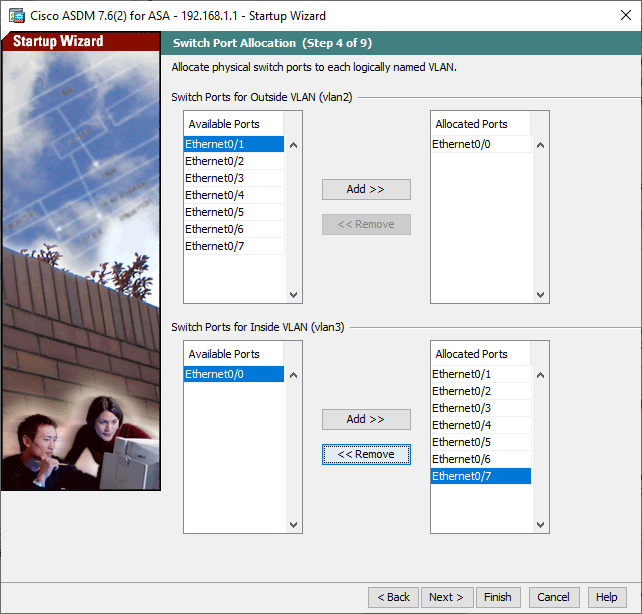 Cisco ASDM 7.6(2) for ASA - 192.168.1.1 - Startup Wizard
Startup Wizard
Switch Port Allocation (Step 4 of 9)
Allocate physical switch ports to each logically named VLAN.
Switch Ports for Outside VLAN (vlan2)
Available Ports
Ethernet0/1
Ethernet0/2
Ethernet0/3
Ethernet0/4
Ethernet0/5
Ethernet0/6
Ethernet0/7
Add >>
<< Remove
Allocated Ports
Ethernet0/0
Switch Ports for Inside VLAN (vlan3)
Available Ports
Ethernet0/0
Add >>
<< Remove
Allocated Ports
Ethernet0/1
Ethernet0/2
Ethernet0/3
Ethernet0/4
Ethernet0/5
Ethernet0/6
Ethernet0/7
< Back
Next >
Finish
Cancel
Help